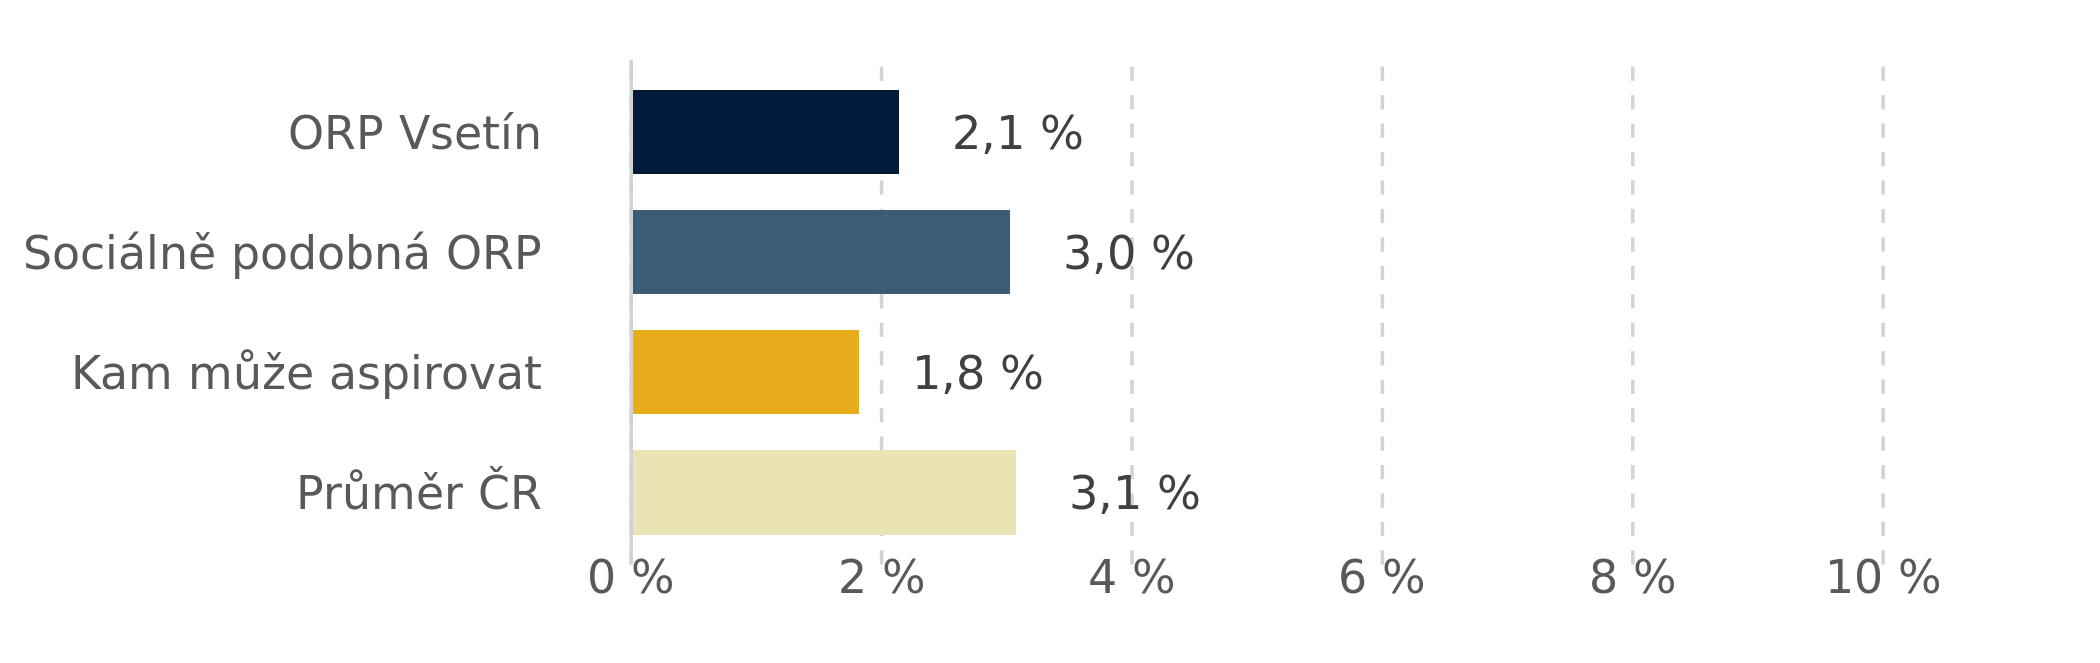 ORP Vsetín 2,1 %
Sociálně podobná ORP 3,0 %
Kam může aspirovat 1,8 %
Průměr ČR 3,1 %
0 % 2 % 4 % 6 % 8 % 10 %